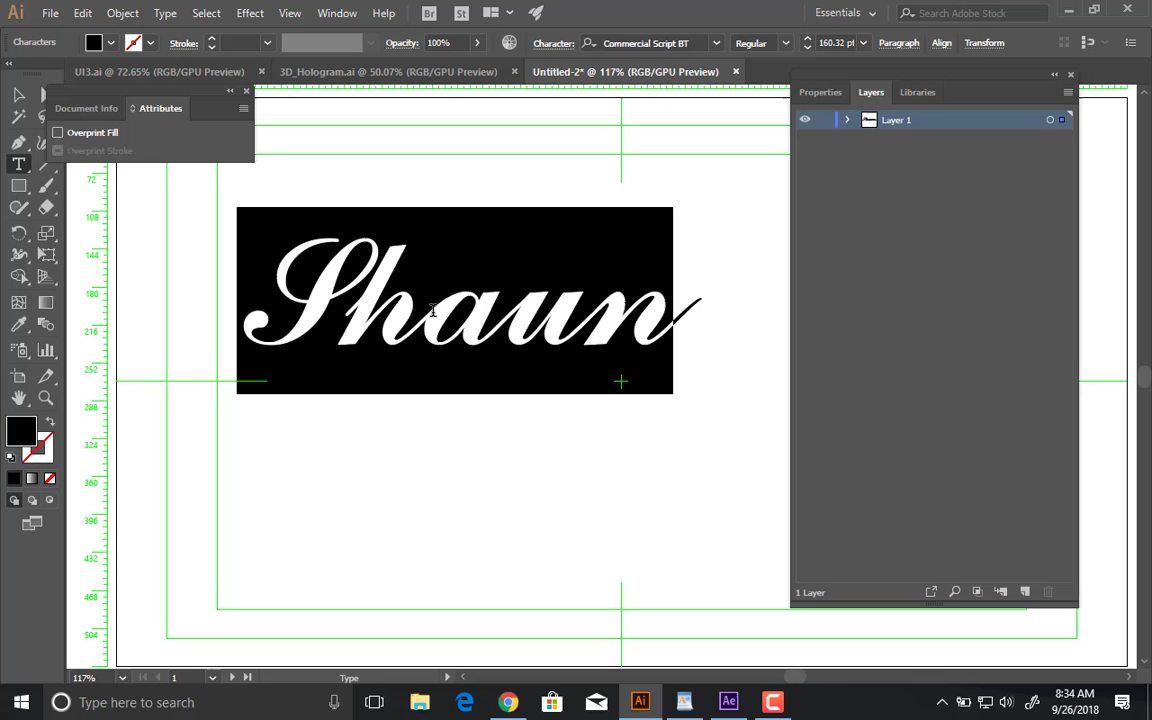 Ai File Edit Object Type Select Effect View Window Help Br St Essentials Search Adobe Stock
Characters Stroke: Opacity: 100% Character: Commercial Script BT Regular 160.32 pt Paragraph Align Transform
UI3.ai @ 72.65% (RGB/GPU Preview) × 3D_Hologram.ai @ 50.07% (RGB/GPU Preview) × Untitled-2* @ 117% (RGB/GPU Preview) ×
Document Info Attributes
Overprint Fill
Overprint Stroke
Properties Layers Libraries
Layer 1
72
108
144
180
216
252
288
324
360
396
432
468
504
Shaun
1 Layer
117% 1 Type
Type here to search
Ai Ae
8:34 AM
9/26/2018